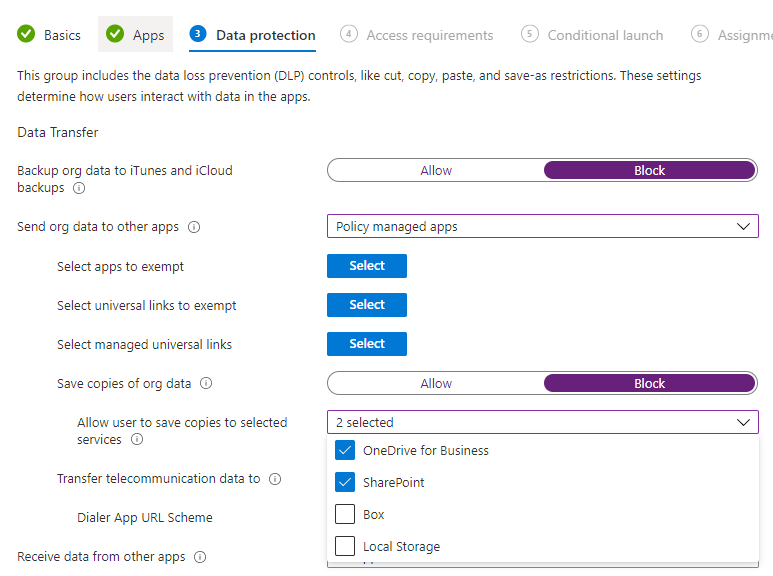 Basics
Apps
3 Data protection
4 Access requirements
5 Conditional launch
6 Assignme
This group includes the data loss prevention (DLP) controls, like cut, copy, paste, and save-as restrictions. These settings
determine how users interact with data in the apps.
Data Transfer
Backup org data to iTunes and iCloud
backups
Allow Block
Send org data to other apps
Policy managed apps
Select apps to exempt
Select
Select universal links to exempt
Select
Select managed universal links
Select
Save copies of org data
Allow Block
Allow user to save copies to selected
services
2 selected
OneDrive for Business
SharePoint
Box
Local Storage
Transfer telecommunication data to
Dialer App URL Scheme
Receive data from other apps